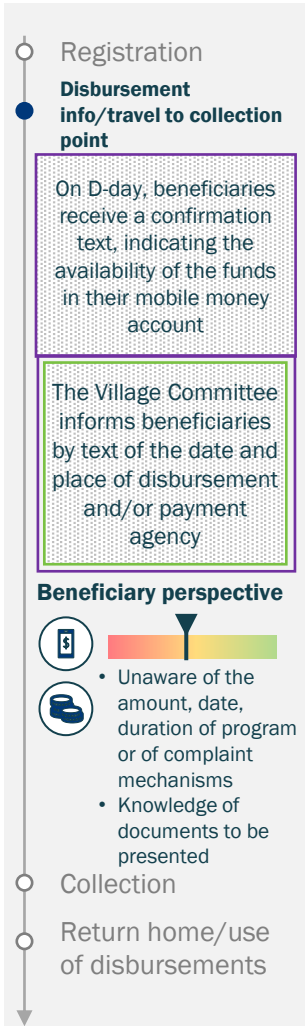 Registration
Disbursement
info/travel to collection
point
On D-day, beneficiaries
receive a confirmation
text, indicating the
availability of the funds
in their mobile money
account
The Village Committee
informs beneficiaries
by text of the date and
place of disbursement
and/or payment
agency
Beneficiary perspective
$
• Unaware of the
amount, date,
duration of program
or of complaint
mechanisms
• Knowledge of
documents to be
presented
Collection
Return home/use
of disbursements